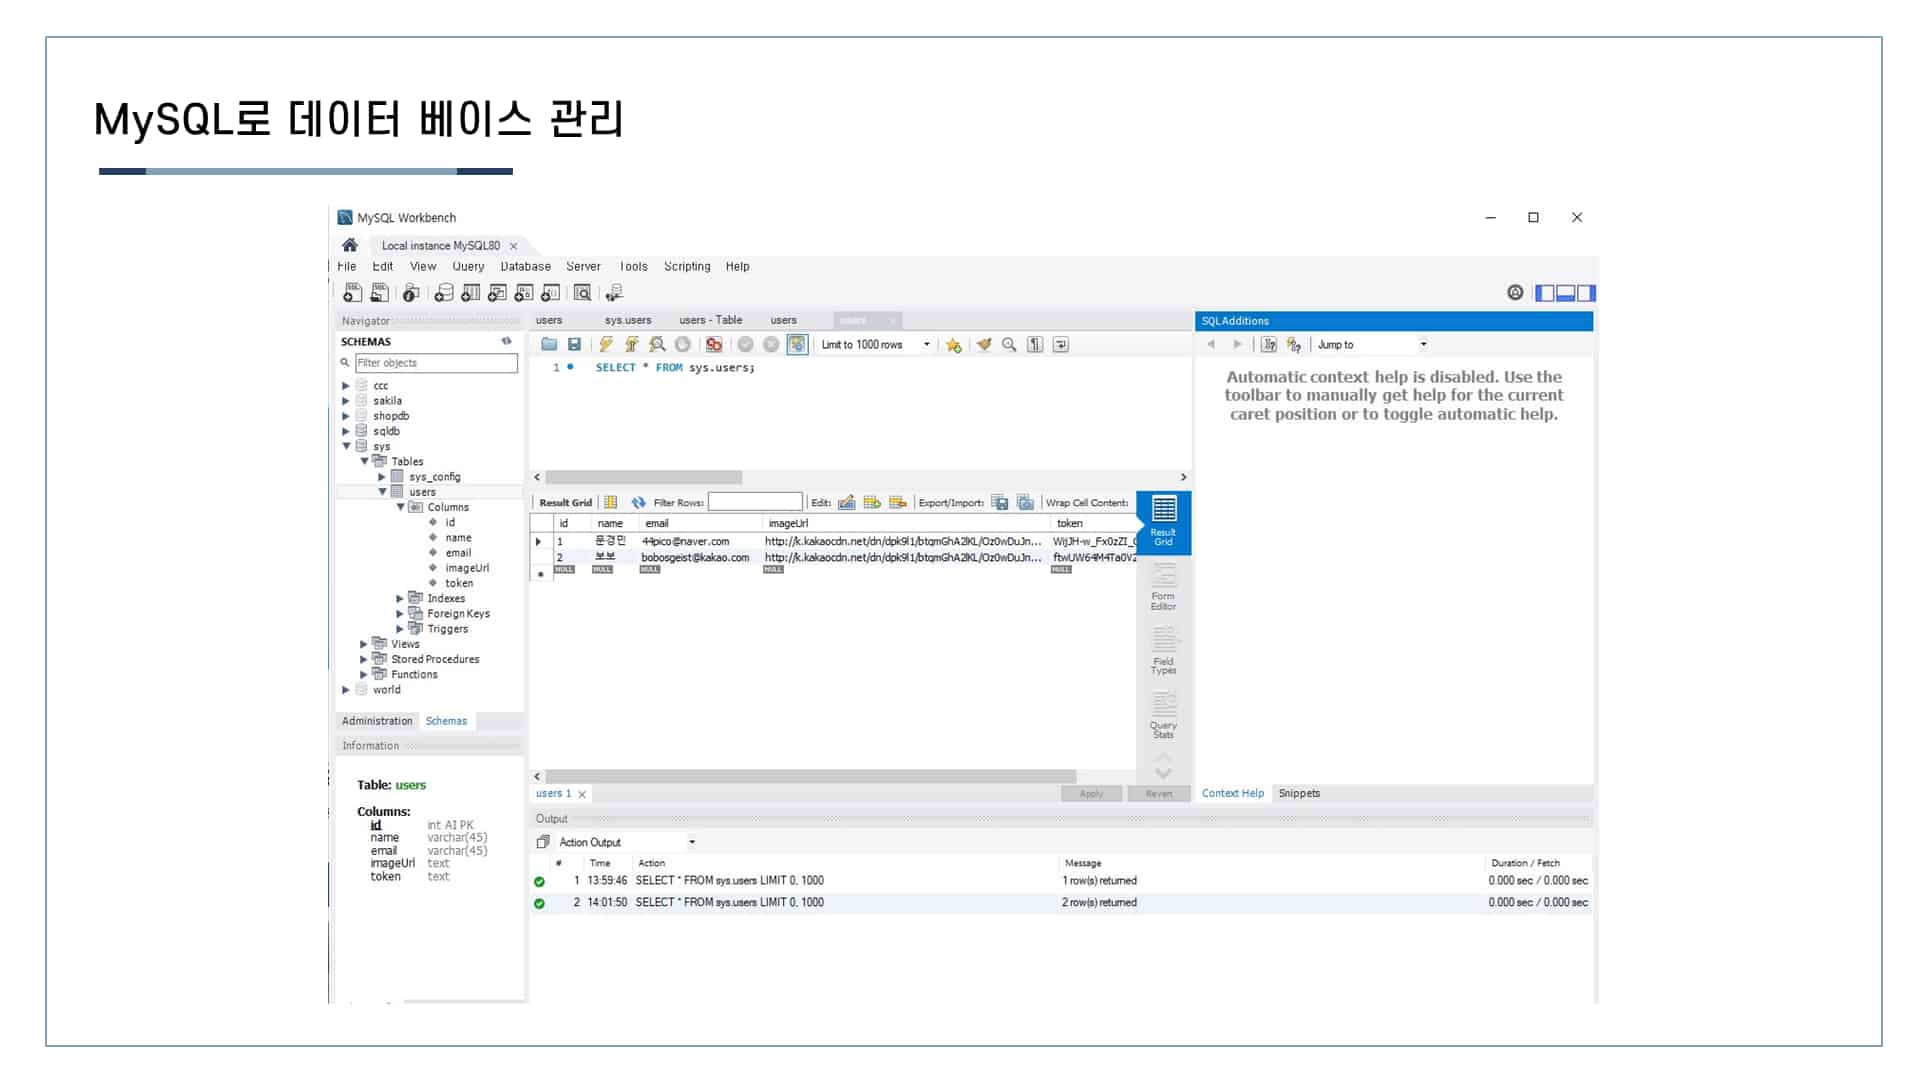 MySQL로 데이터 베이스 관리
MySQL Workbench
Local instance MySQL80
File Edit View Query Database Server Tools Scripting Help
Navigator
SCHEMAS
Filter objects
ccc
sakila
shopdb
sqldb
sys
Tables
sys_config
users
Columns
id
name
email
imageUrl
token
Indexes
Foreign Keys
Triggers
Views
Stored Procedures
Functions
world
Administration Schemas
Information
Table: users
Columns:
id int AI PK
name varchar(45)
email varchar(45)
imageUrl text
token text
users sys.users users - Table users users
Limit to 1000 rows
1 SELECT * FROM sys.users;
Result Grid Filter Rows: Edit: Export/Import: Wrap Cell Content:
id name email imageUrl token
1 문경민 44pico@naver.com http://k.kakaocdn.net/dn/dpk9l1/btqmGhA2lKL/Oz0wDuJn...
2 보보 bobosgeist@kakao.com http://k.kakaocdn.net/dn/dpk9l1/btqmGhA2lKL/Oz0wDuJn...
NULL NULL NULL NULL NULL
Result Grid
Form Editor
Field Types
Query Stats
users 1 Apply Revert
SQLAdditions
Jump to
Automatic context help is disabled. Use the
toolbar to manually get help for the current
caret position or to toggle automatic help.
Context Help Snippets
Output
Action Output
# Time Action Message Duration / Fetch
1 13:59:46 SELECT * FROM sys.users LIMIT 0, 1000 1 row(s) returned 0.000 sec / 0.000 sec
2 14:01:50 SELECT * FROM sys.users LIMIT 0, 1000 2 row(s) returned 0.000 sec / 0.000 sec